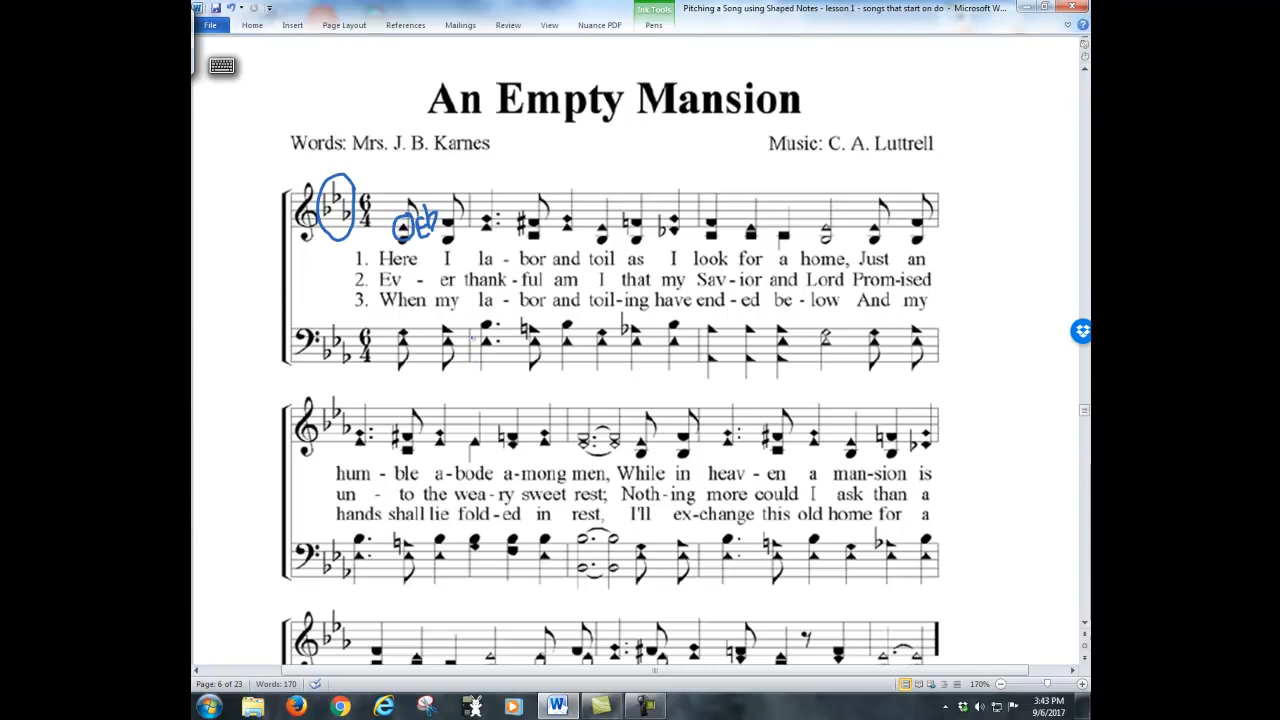 Ink Tools
Pitching a Song using Shaped Notes - lesson 1 - songs that start on do - Microsoft W...
File Home Insert Page Layout References Mailings Review View Nuance PDF Pens
An Empty Mansion
Words: Mrs. J. B. Karnes Music: C. A. Luttrell
6 4
Eb
1. Here I la - bor and toil as I look for a home, Just an
2. Ev - er thank-ful am I that my Sav-ior and Lord Prom-ised
3. When my la - bor and toil-ing have end-ed be - low And my
6 4
hum - ble a-bode a-mong men, While in heav - en a man-sion is
un - to the wea-ry sweet rest; Noth-ing more could I ask than a
hands shall lie fold-ed in rest, I'll ex-change this old home for a
Page: 6 of 23 Words: 170 170%
3:43 PM
9/6/2017